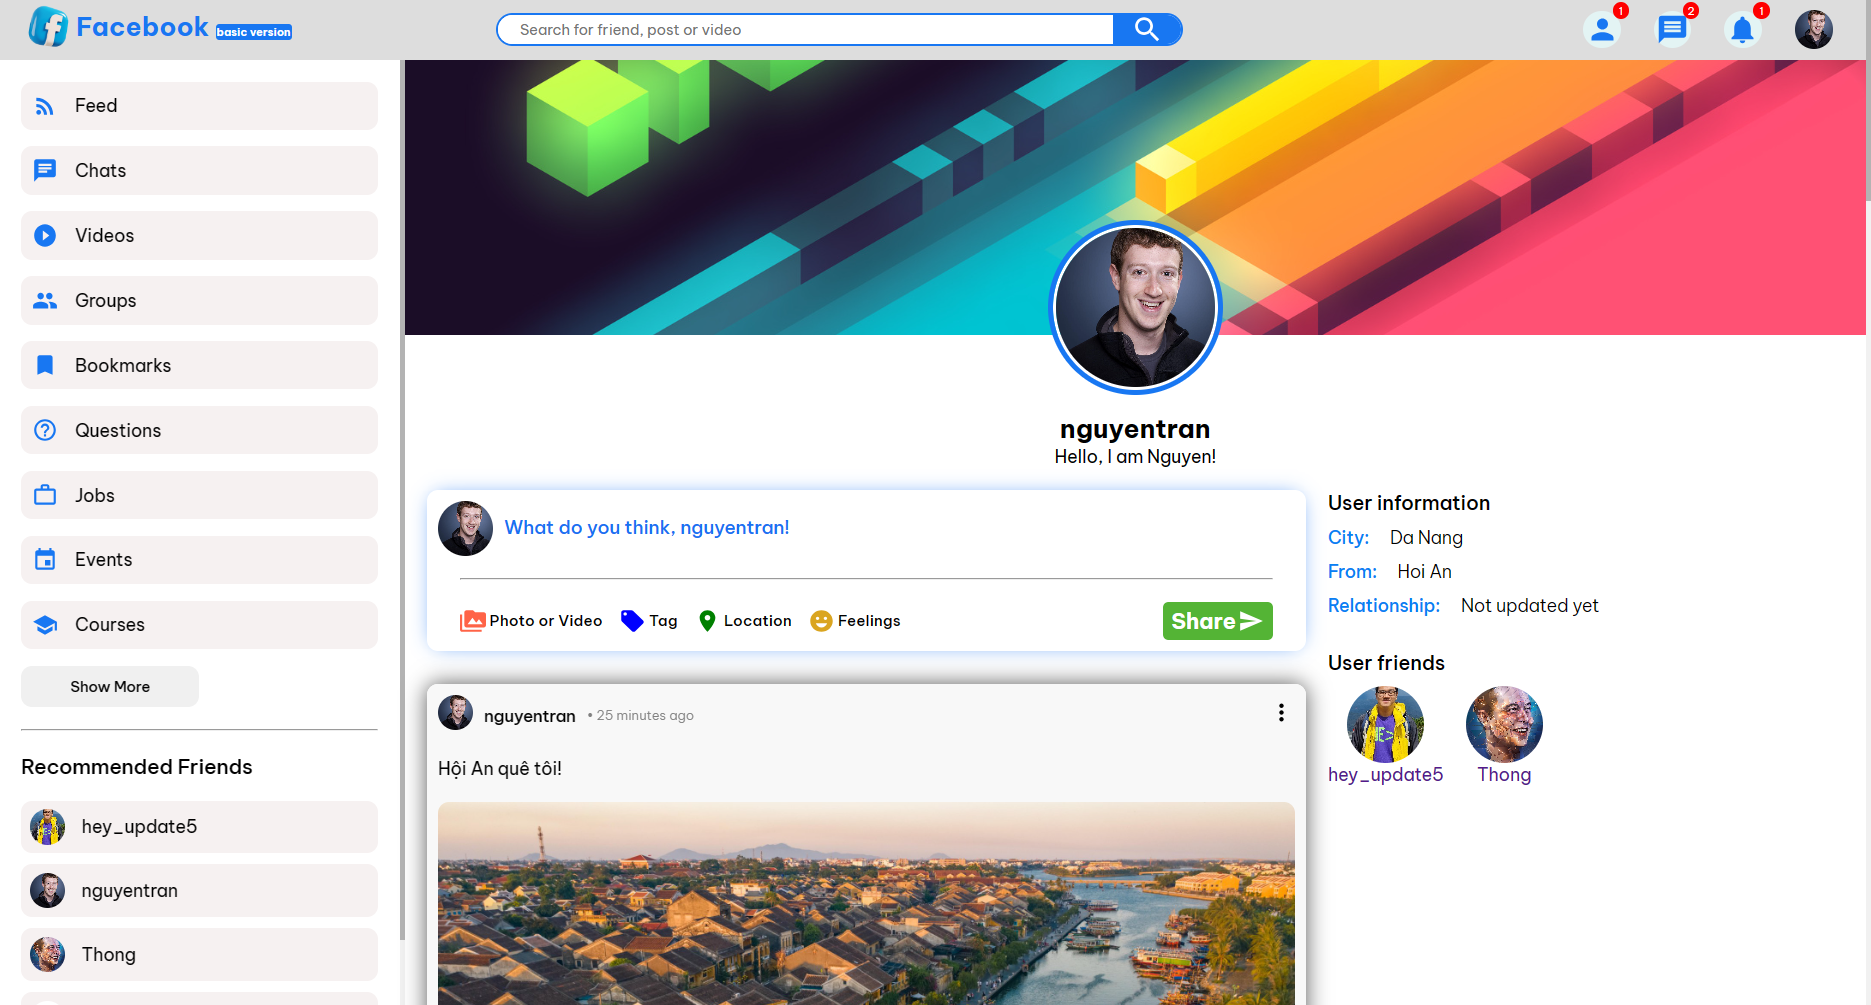 Facebook basic version
Search for friend, post or video
1
2
1
Feed
Chats
Videos
Groups
Bookmarks
Questions
Jobs
Events
Courses
Show More
Recommended Friends
hey_update5
nguyentran
Thong
nguyentran
Hello, I am Nguyen!
What do you think, nguyentran!
Photo or Video
Tag
Location
Feelings
Share
nguyentran • 25 minutes ago
Hội An quê tôi!
User information
City: Da Nang
From: Hoi An
Relationship: Not updated yet
User friends
hey_update5
Thong